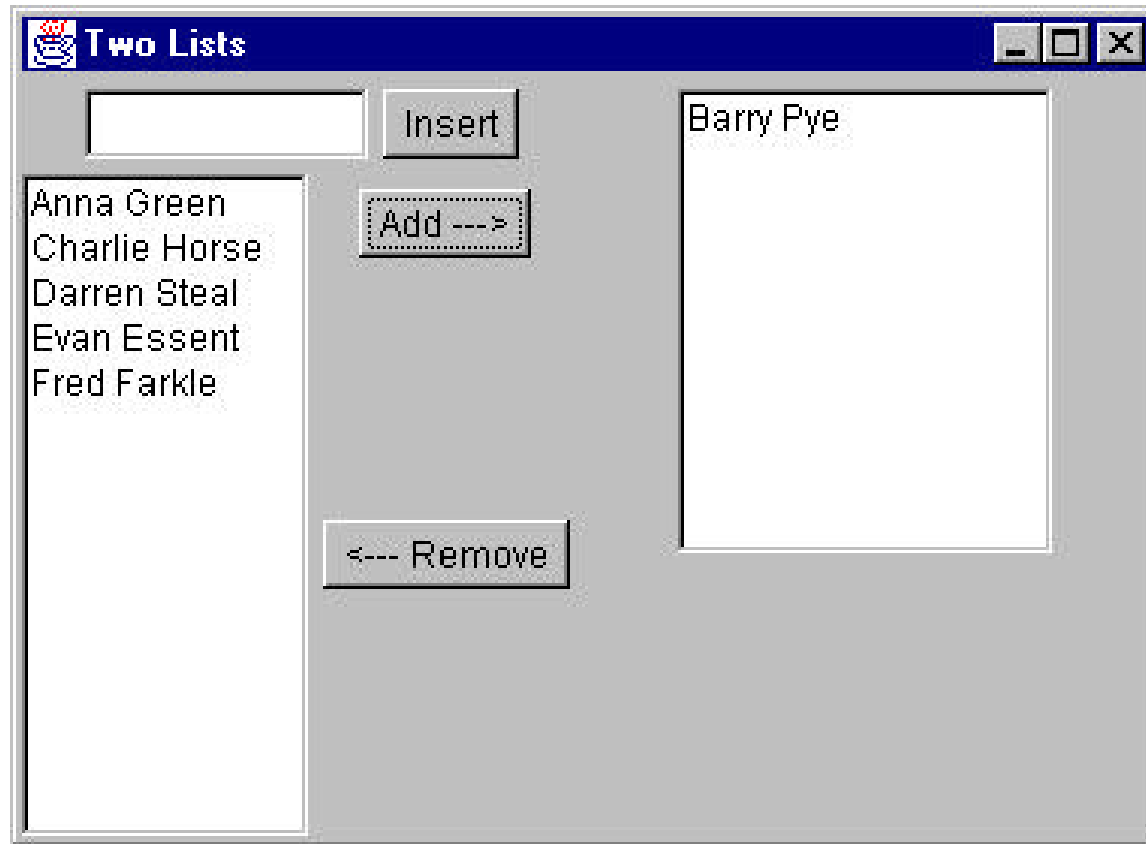 Two Lists
Insert
Anna Green
Charlie Horse
Darren Steal
Evan Essent
Fred Farkle
Add --->
<--- Remove
Barry Pye